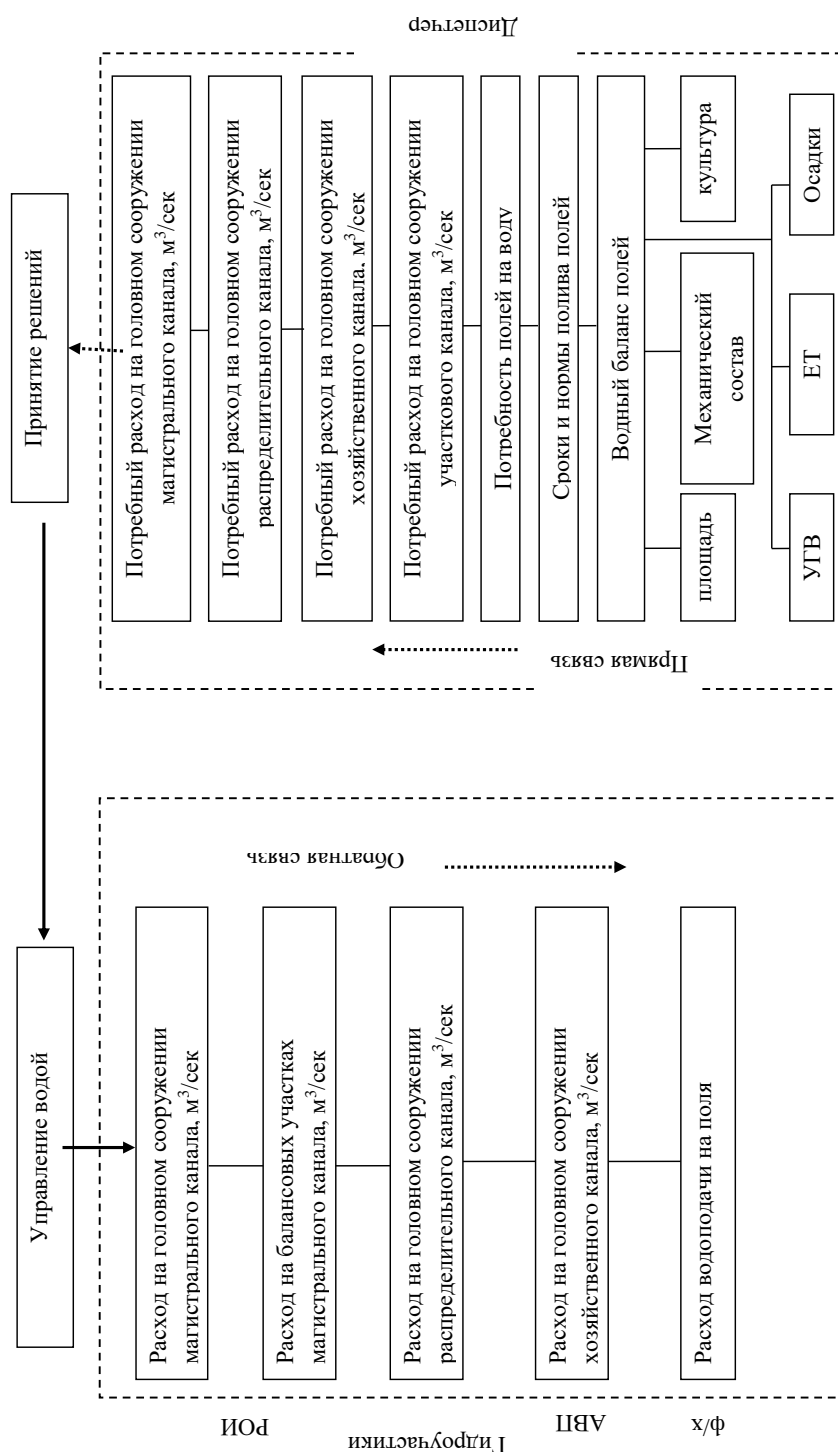 Управление водой
Принятие решений
Гидроучастки
РОИ
АВП
ф/х
Расход на головном сооружении
магистрального канала, м³/сек
Расход на балансовых участках
магистрального канала, м³/сек
Расход на головном сооружении
распределительного канала, м³/сек
Расход на головном сооружении
хозяйственного канала, м³/сек
Расход водоподачи на поля
Обратная связь
Прямая связь
Потребный расход на головном сооружении
магистрального канала, м³/сек
Потребный расход на головном сооружении
распределительного канала, м³/сек
Потребный расход на головном сооружении
хозяйственного канала, м³/сек
Потребный расход на головном сооружении
участкового канала, м³/сек
Потребность полей на воду
Сроки и нормы полива полей
Водный баланс полей
площадь
Механический
состав
культура
УГВ
ЕТ
Осадки
Диспетчер